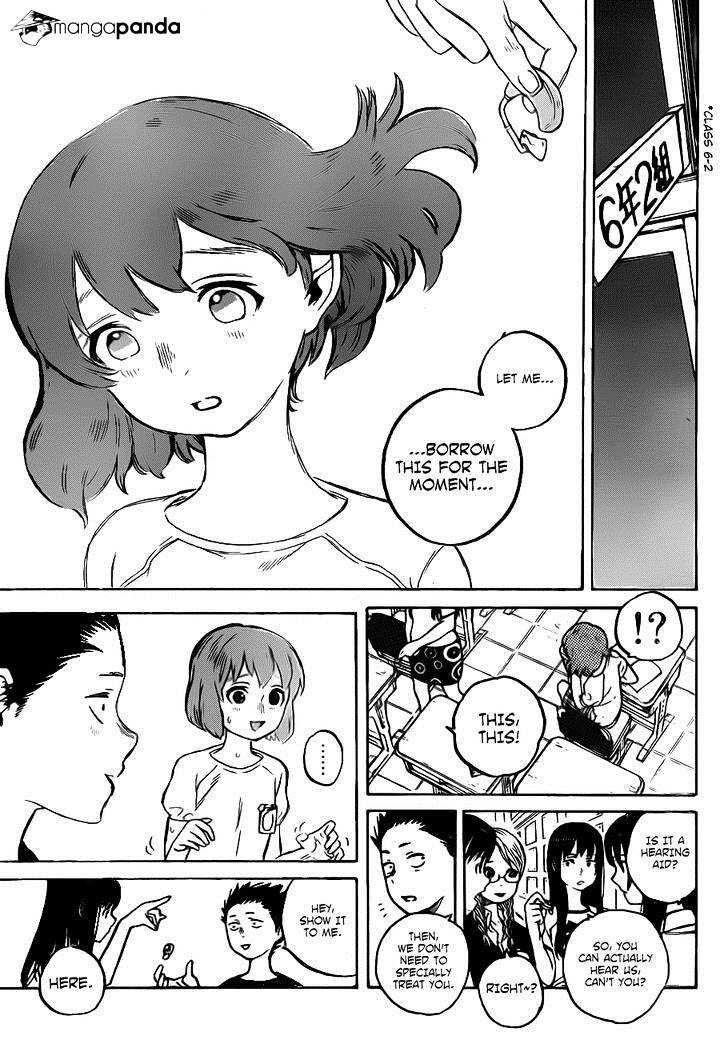 mangapanda
*CLASS 6-2
6年2組
LET ME...
...BORROW
THIS FOR THE
MOMENT...
!?
THIS,
THIS!
......
IS IT A
HEARING
AID?
SO, YOU
CAN ACTUALLY
HEAR US,
CAN'T YOU?
RIGHT~?
THEN,
WE DON'T
NEED TO
SPECIALLY
TREAT YOU.
HEY,
SHOW IT
TO ME.
HERE.